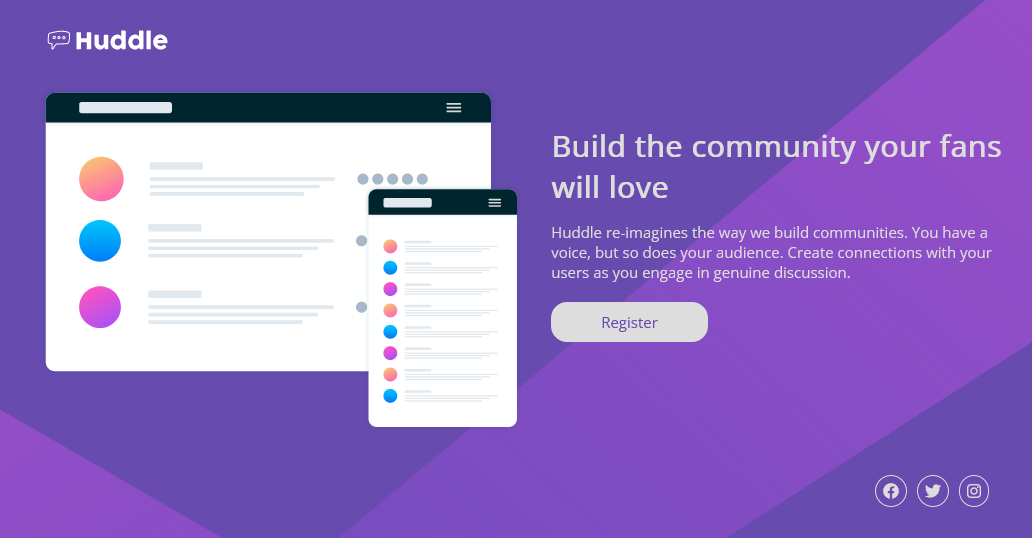 Huddle
Build the community your fans
will love
Huddle re-imagines the way we build communities. You have a
voice, but so does your audience. Create connections with your
users as you engage in genuine discussion.
Register